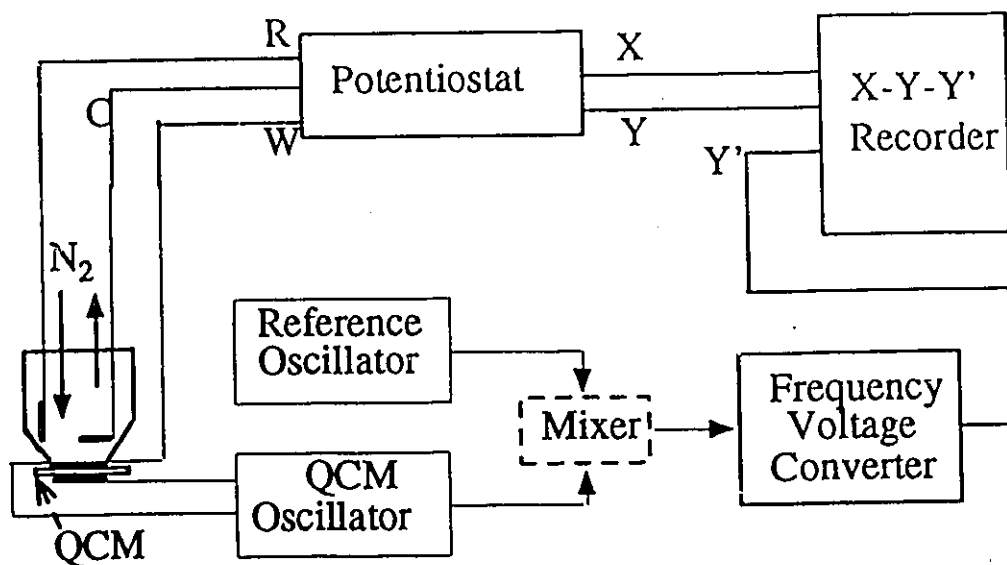 R
Potentiostat
C
W
X
Y
X-Y-Y'
Recorder
Y'
N2
Reference
Oscillator
Mixer
Frequency
Voltage
Converter
QCM
Oscillator
QCM